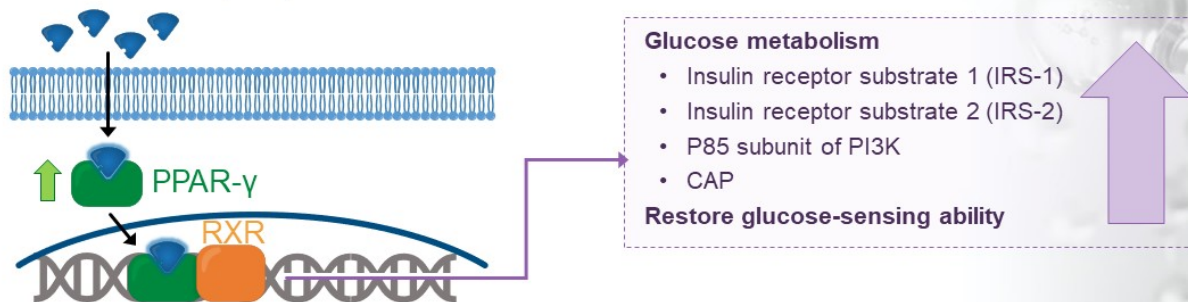 PPAR-γ
RXR
Glucose metabolism
• Insulin receptor substrate 1 (IRS-1)
• Insulin receptor substrate 2 (IRS-2)
• P85 subunit of PI3K
• CAP
Restore glucose-sensing ability